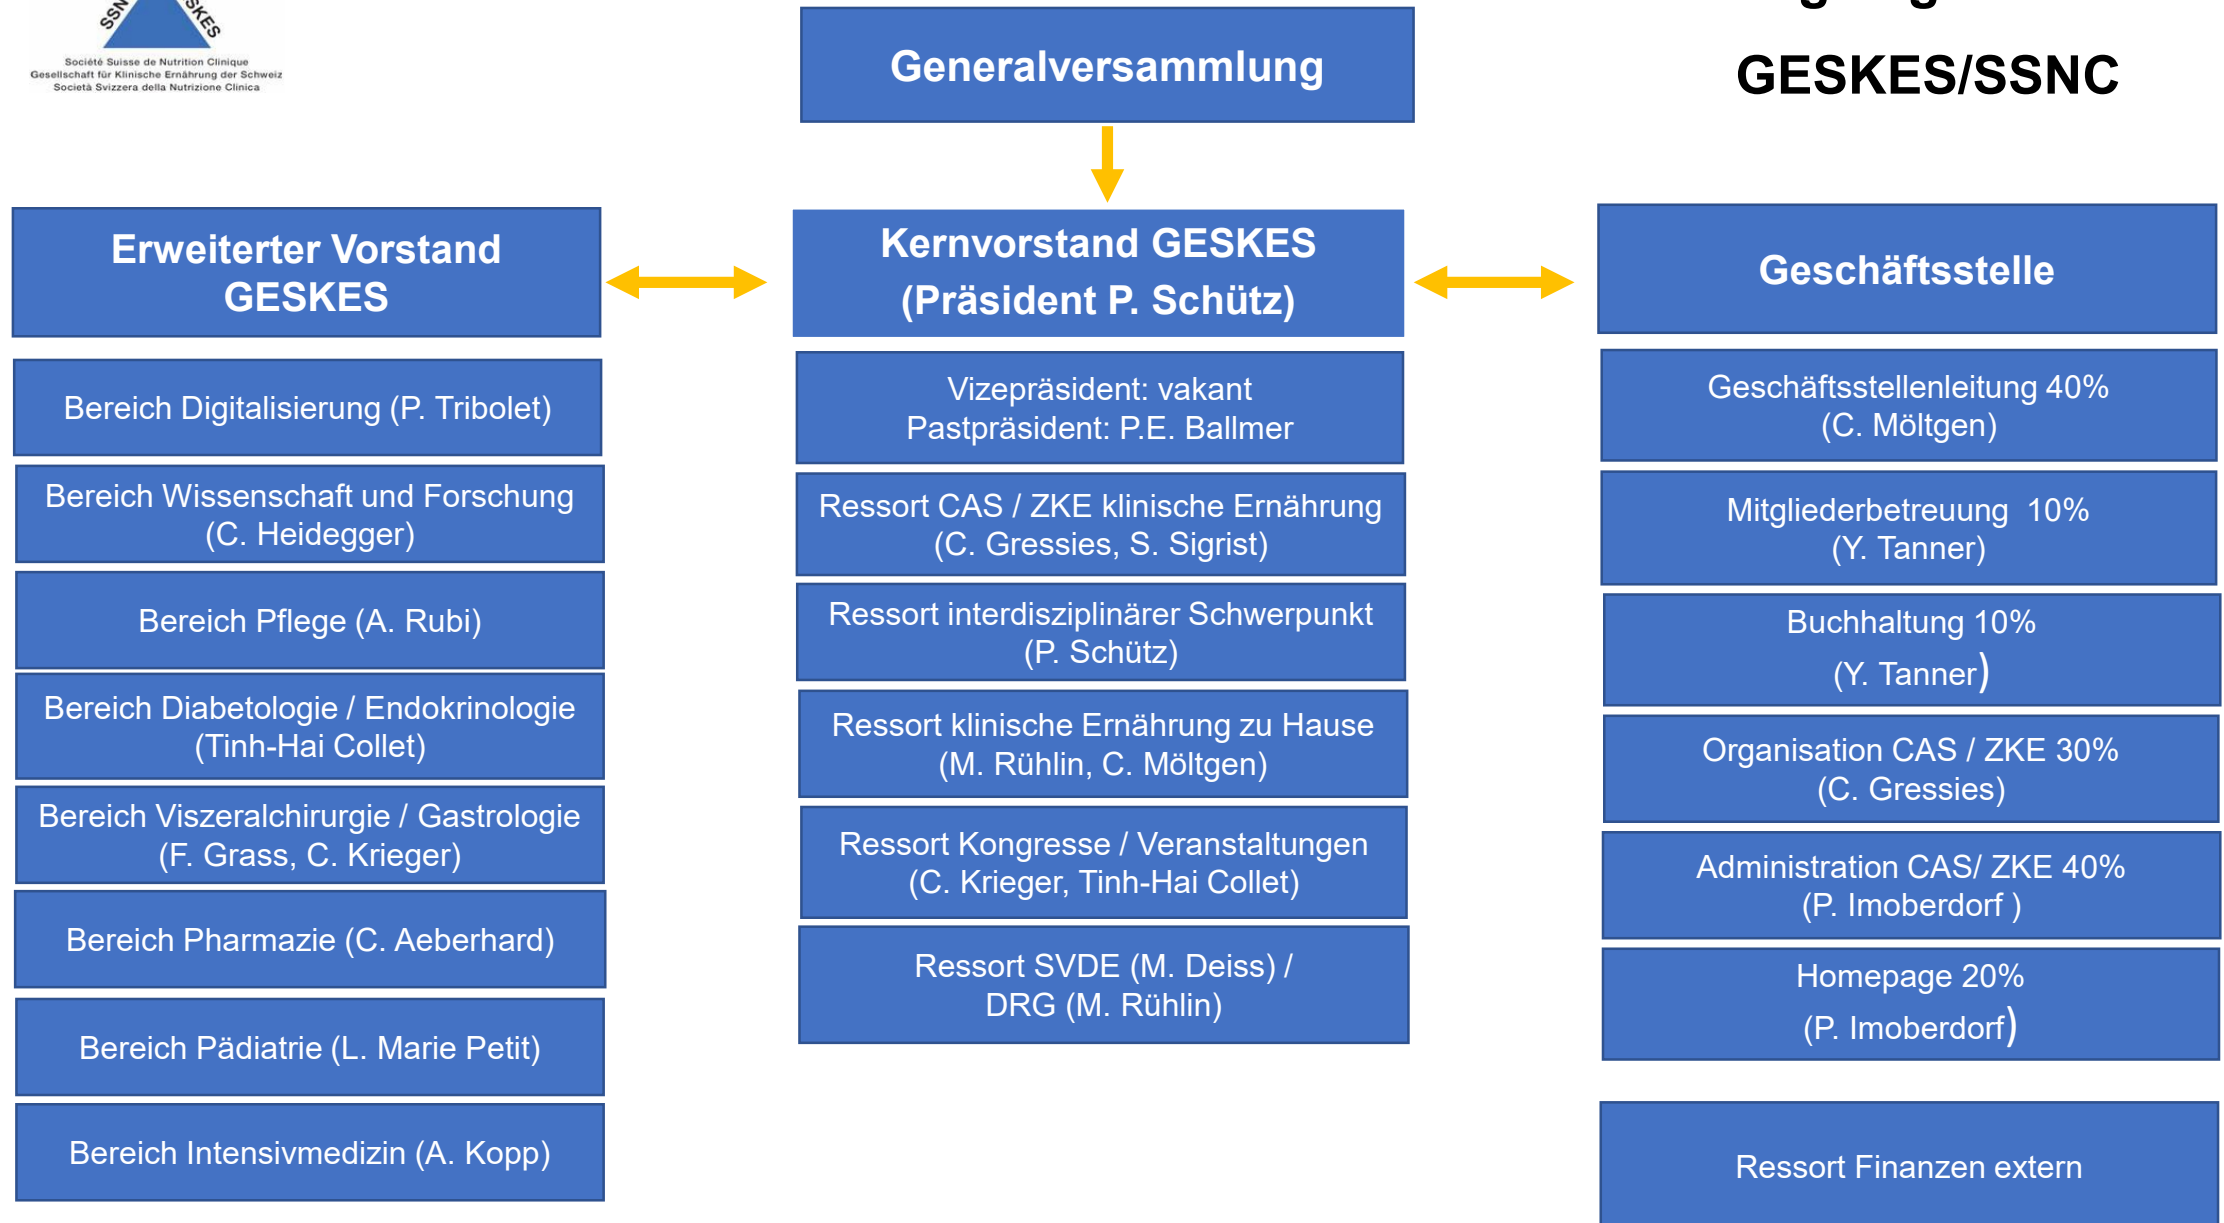 SSN
SKES
Société Suisse de Nutrition Clinique
Gesellschaft für Klinische Ernährung der Schweiz
Società Svizzera della Nutrizione Clinica
GESKES/SSNC
Generalversammlung
Erweiterter Vorstand
GESKES
Bereich Digitalisierung (P. Tribolet)
Bereich Wissenschaft und Forschung
(C. Heidegger)
Bereich Pflege (A. Rubi)
Bereich Diabetologie / Endokrinologie
(Tinh-Hai Collet)
Bereich Viszeralchirurgie / Gastrologie
(F. Grass, C. Krieger)
Bereich Pharmazie (C. Aeberhard)
Bereich Pädiatrie (L. Marie Petit)
Bereich Intensivmedizin (A. Kopp)
Kernvorstand GESKES
(Präsident P. Schütz)
Vizepräsident: vakant
Pastpräsident: P.E. Ballmer
Ressort CAS / ZKE klinische Ernährung
(C. Gressies, S. Sigrist)
Ressort interdisziplinärer Schwerpunkt
(P. Schütz)
Ressort klinische Ernährung zu Hause
(M. Rühlin, C. Möltgen)
Ressort Kongresse / Veranstaltungen
(C. Krieger, Tinh-Hai Collet)
Ressort SVDE (M. Deiss) /
DRG (M. Rühlin)
Geschäftsstelle
Geschäftsstellenleitung 40%
(C. Möltgen)
Mitgliederbetreuung  10%
(Y. Tanner)
Buchhaltung 10%
(Y. Tanner)
Organisation CAS / ZKE 30%
(C. Gressies)
Administration CAS/ ZKE 40%
(P. Imoberdorf )
Homepage 20%
(P. Imoberdorf)
Ressort Finanzen extern